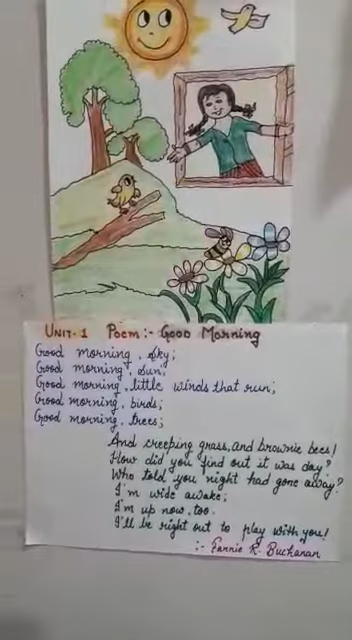 UNIT-1 Poem:- Good Morning
Good morning, Sky;
Good morning, Sun;
Good morning, little winds that run;
Good morning, birds;
Good morning, trees;
And creeping grass, and brownie bees!
How did you find out it was day?
Who told you night had gone away?
I'm wide awake;
I'm up now, too.
I'll be right out to play with you!
:- Fannie R. Buchanan